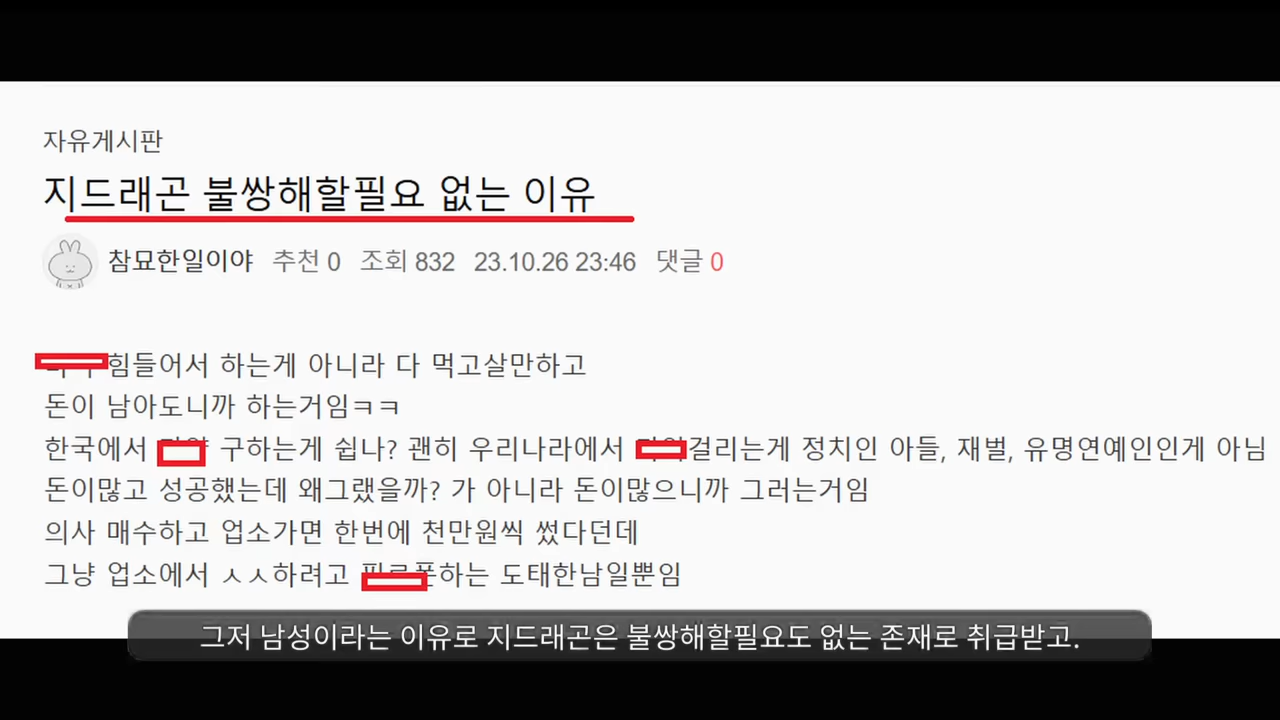 자유게시판
지드래곤 불쌍해할필요 없는 이유
참묘한일이야 추천 0 조회 832 23.10.26 23:46 댓글 0
힘들어서 하는게 아니라 다 먹고살만하고
돈이 남아도니까 하는거임ㅋㅋ
한국에서 구하는게 쉽나? 괜히 우리나라에서 걸리는게 정치인 아들, 재벌, 유명연예인인게 아님
돈이많고 성공했는데 왜그랬을까? 가 아니라 돈이많으니까 그러는거임
의사 매수하고 업소가면 한번에 천만원씩 썼다던데
그냥 업소에서 ㅅㅅ하려고 하는 도태한남일뿐임
그저 남성이라는 이유로 지드래곤은 불쌍해할필요도 없는 존재로 취급받고.